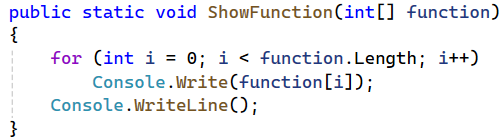 public static void ShowFunction(int[] function)
{
    for (int i = 0; i < function.Length; i++)
        Console.Write(function[i]);
    Console.WriteLine();
}